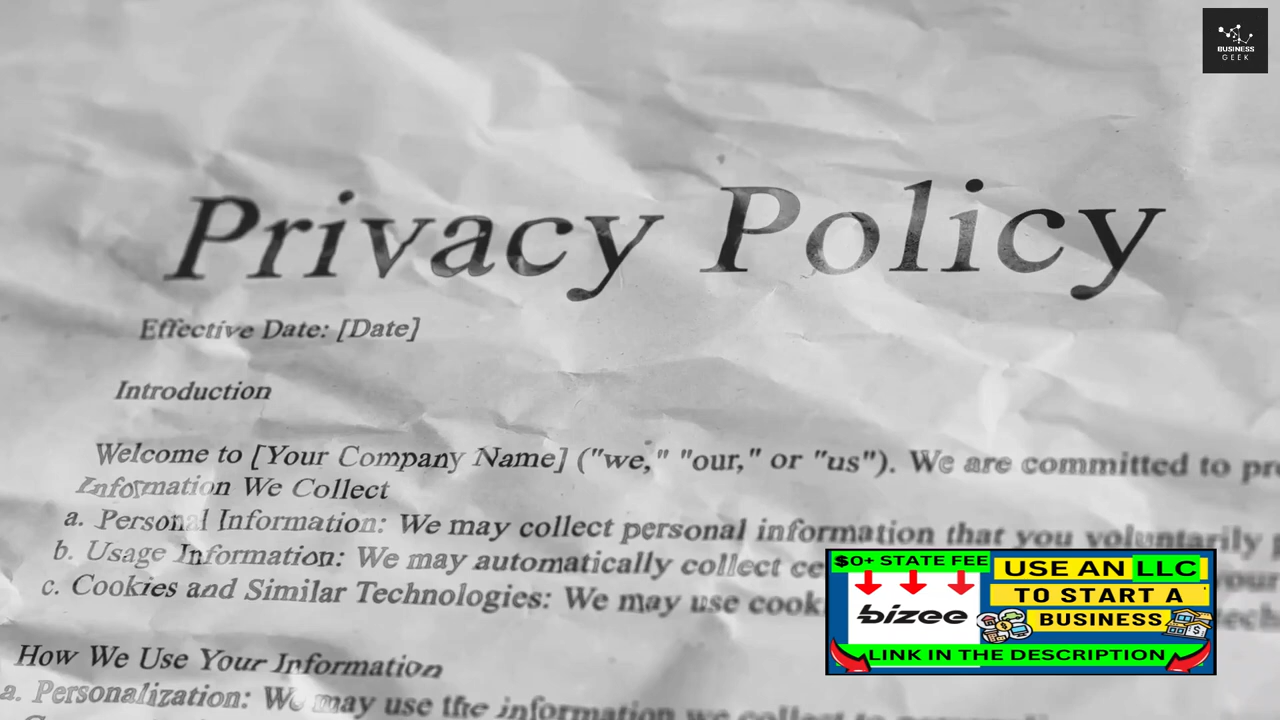 BUSINESS
GEEK
Privacy Policy
Effective Date: [Date]
Introduction
Welcome to [Your Company Name] ("we," "our," or "us"). We are committed to
Information We Collect
a. Personal Information: We may collect personal information that you voluntarily
b. Usage Information: We may automatically collect
c. Cookies and Similar Technologies: We may use
How We Use Your Information
a. Personalization: We may use the information we collect to
$0+ STATE FEE
bizee
USE AN LLC
TO START A
BUSINESS
LINK IN THE DESCRIPTION